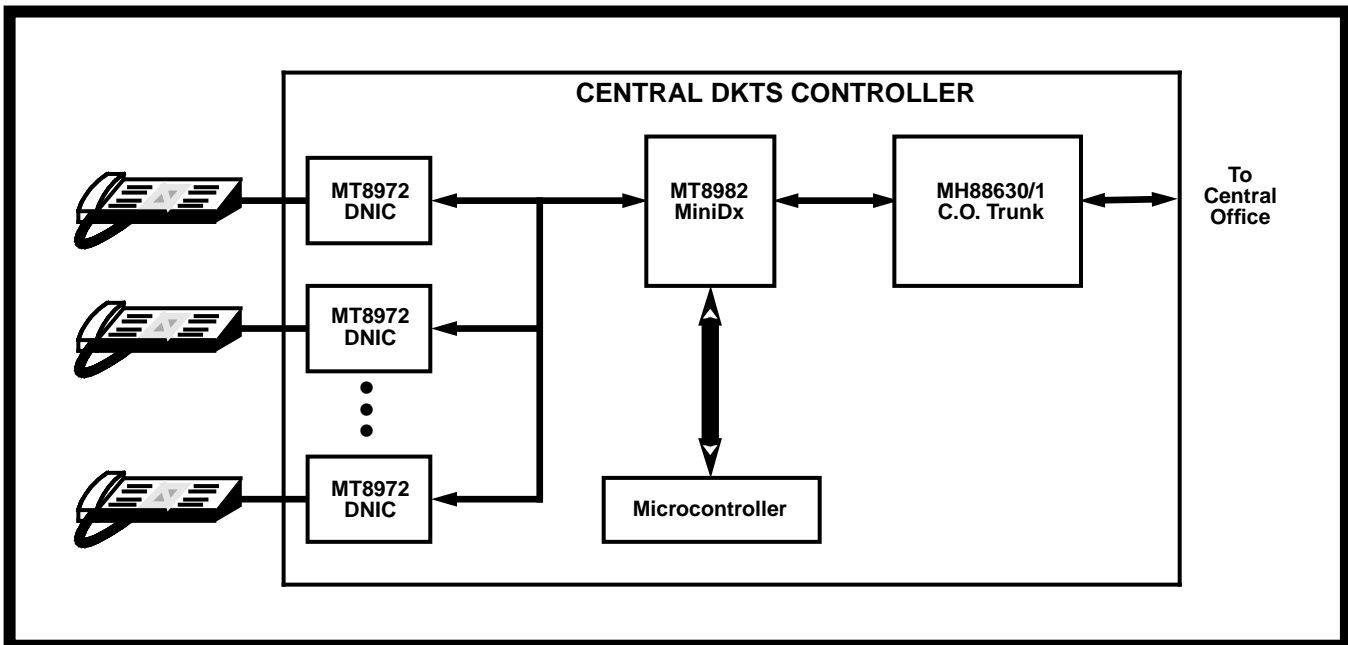 CENTRAL DKTS CONTROLLER
MT8972
DNIC
MT8982
MiniDx
MH88630/1
C.O. Trunk
To
Central
Office
MT8972
DNIC
MT8972
DNIC
Microcontroller